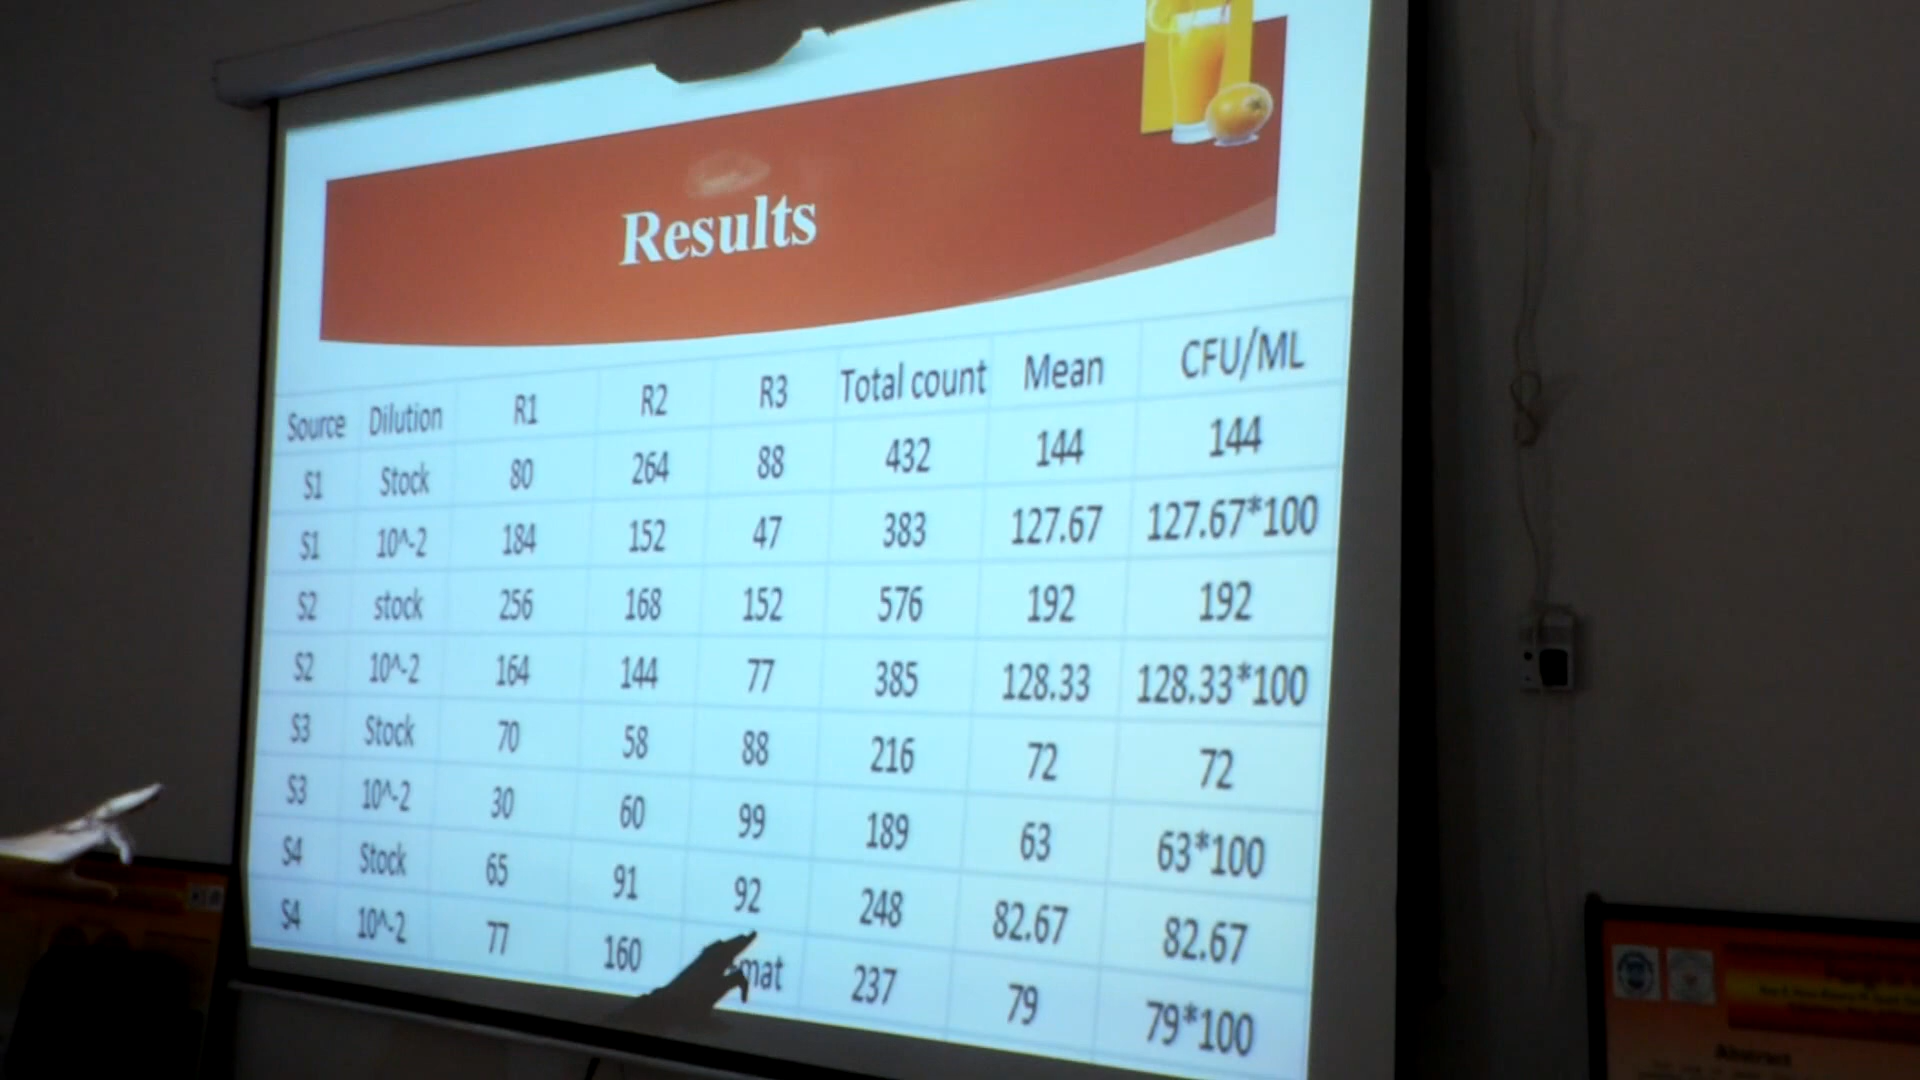 Results
Source Dilution R1 R2 R3 Total count Mean CFU/ML
S1 Stock 80 264 88 432 144 144
S1 10^-2 184 152 47 383 127.67 127.67*100
S2 stock 256 168 152 576 192 192
S2 10^-2 164 144 77 385 128.33 128.33*100
S3 Stock 70 58 88 216 72 72
S3 10^-2 30 60 99 189 63 63*100
S4 Stock 65 91 92 248 82.67 82.67
S4 10^-2 77 160 mat 237 79 79*100
Abstract